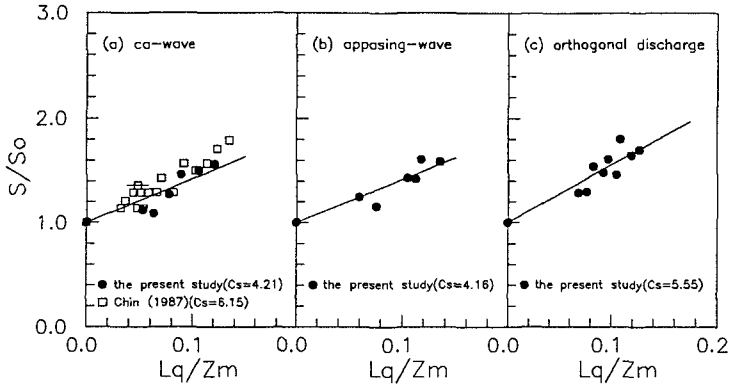 3.0
2.0
1.0
0.0
S/So
(a) ca-wave
(b) appasing-wave
(c) orthogonal discharge
● the present study(Cs=4.21)
□ Chin (1987)(Cs=6.15)
● the present study(Cs=4.16)
● the present study(Cs=5.55)
0.0 0.1 0.0 0.1 0.0 0.1 0.2
Lq/Zm Lq/Zm Lq/Zm